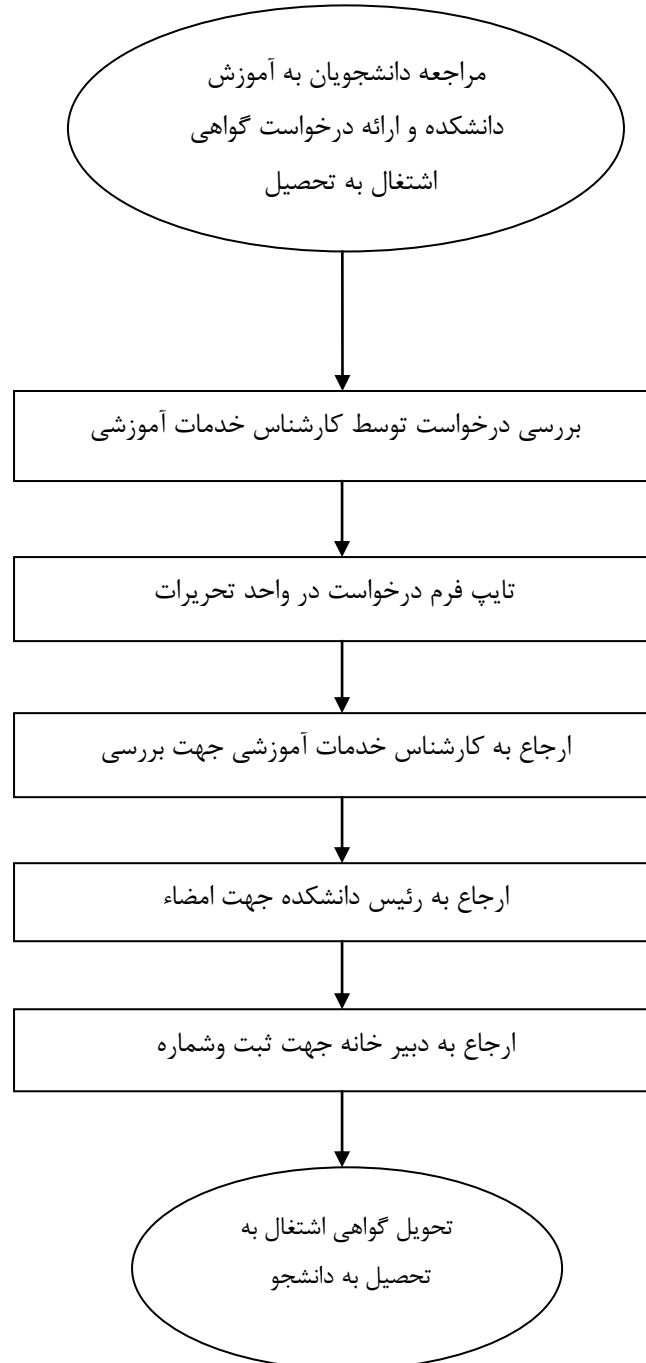 مراجعه دانشجویان به آموزش
دانشکده و ارائه درخواست گواهی
اشتغال به تحصیل
بررسی درخواست توسط کارشناس خدمات آموزشی
تایپ فرم درخواست در واحد تحریرات
ارجاع به کارشناس خدمات آموزشی جهت بررسی
ارجاع به رئیس دانشکده جهت امضاء
ارجاع به دبیر خانه جهت ثبت وشماره
تحویل گواهی اشتغال به
تحصیل به دانشجو